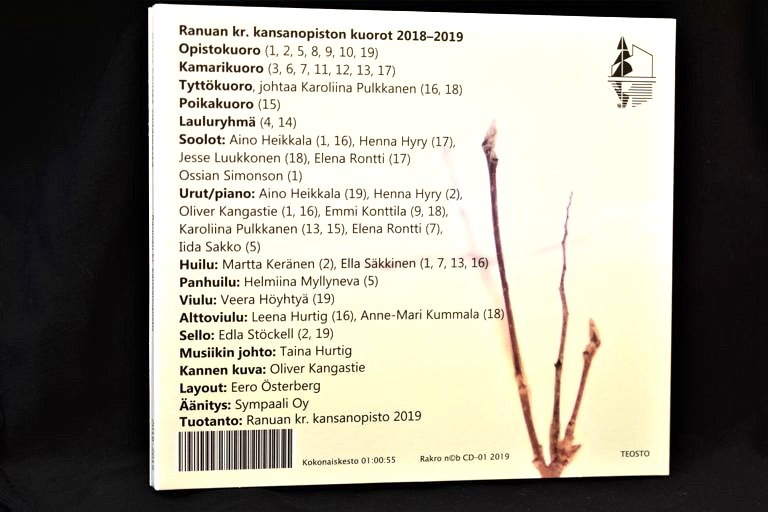 Ranuan kr. kansanopiston kuorot 2018–2019
Opistokuoro (1, 2, 5, 8, 9, 10, 19)
Kamarikuoro (3, 6, 7, 11, 12, 13, 17)
Tyttökuoro, johtaa Karoliina Pulkkanen (16, 18)
Poikakuoro (15)
Lauluryhmä (4, 14)
Soolot: Aino Heikkala (1, 16), Henna Hyry (17),
Jesse Luukkonen (18), Elena Rontti (17)
Ossian Simonson (1)
Urut/piano: Aino Heikkala (19), Henna Hyry (2),
Oliver Kangastie (1, 16), Emmi Konttila (9, 18),
Karoliina Pulkkanen (13, 15), Elena Rontti (7),
Iida Sakko (5)
Huilu: Martta Keränen (2), Ella Säkkinen (1, 7, 13, 16)
Panhuilu: Helmiina Myllyneva (5)
Viulu: Veera Höyhtyä (19)
Alttoviulu: Leena Hurtig (16), Anne-Mari Kummala (18)
Sello: Edla Stöckell (2, 19)
Musiikin johto: Taina Hurtig
Kannen kuva: Oliver Kangastie
Layout: Eero Österberg
Äänitys: Sympaali Oy
Tuotanto: Ranuan kr. kansanopisto 2019
Kokonaiskesto 01:00:55 Rakro n©b CD-01 2019 TEOSTO